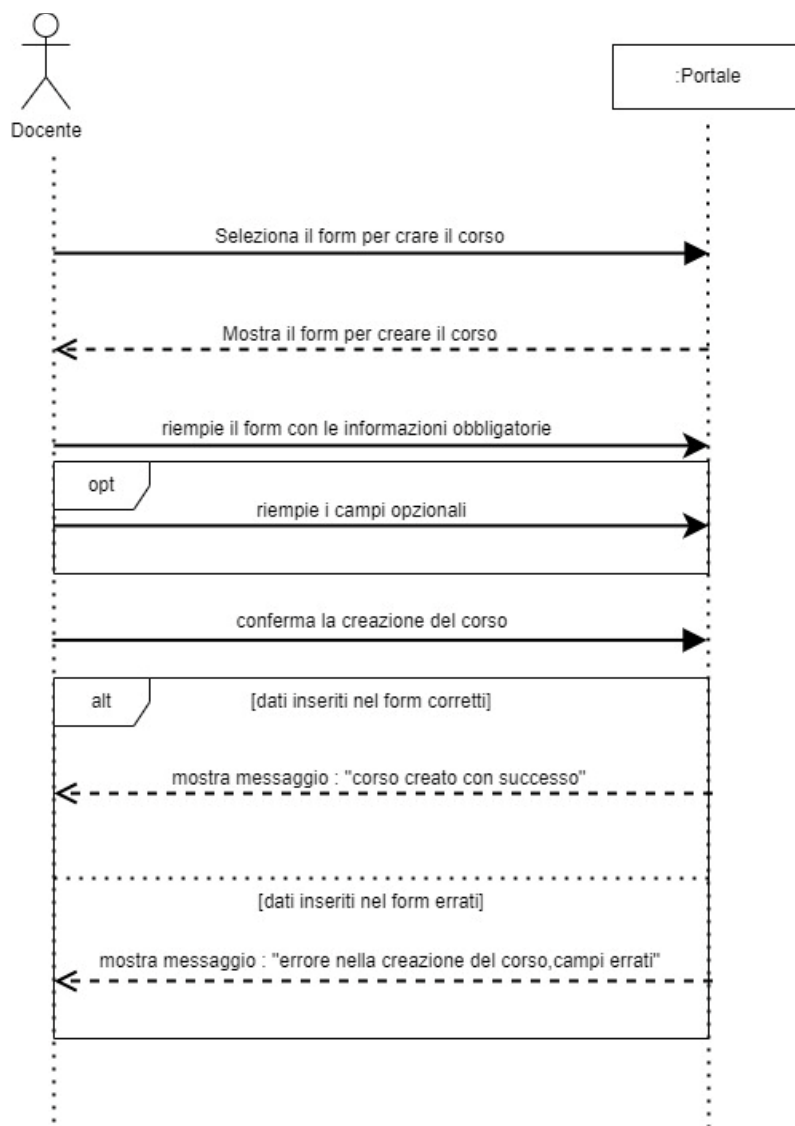 Docente
:Portale
Seleziona il form per crare il corso
Mostra il form per creare il corso
riempie il form con le informazioni obbligatorie
opt
riempie i campi opzionali
conferma la creazione del corso
alt
[dati inseriti nel form corretti]
mostra messaggio : "corso creato con successo"
[dati inseriti nel form errati]
mostra messaggio : "errore nella creazione del corso,campi errati"